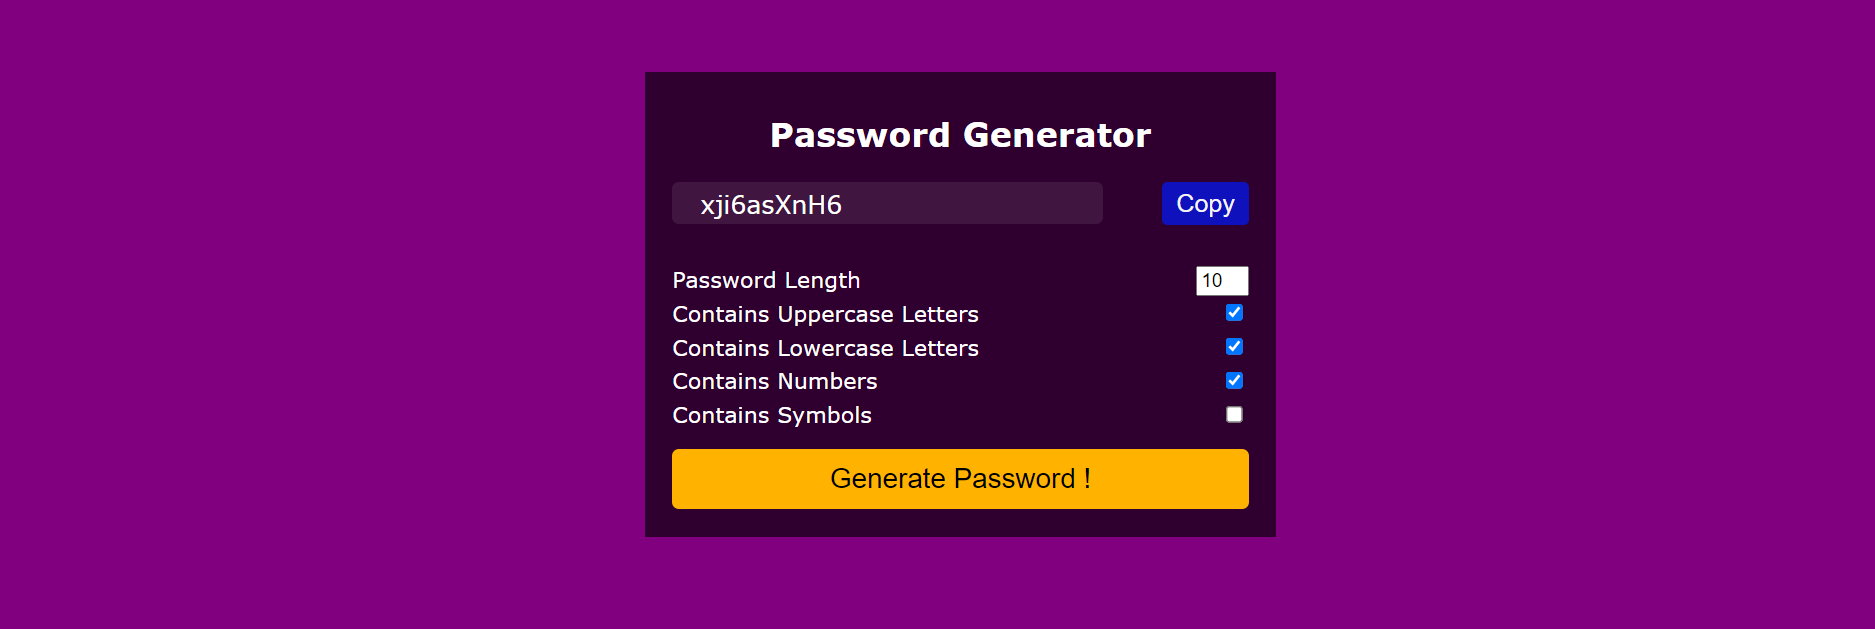 Password Generator
xji6asXnH6 Copy
Password Length 10
Contains Uppercase Letters
Contains Lowercase Letters
Contains Numbers
Contains Symbols
Generate Password !